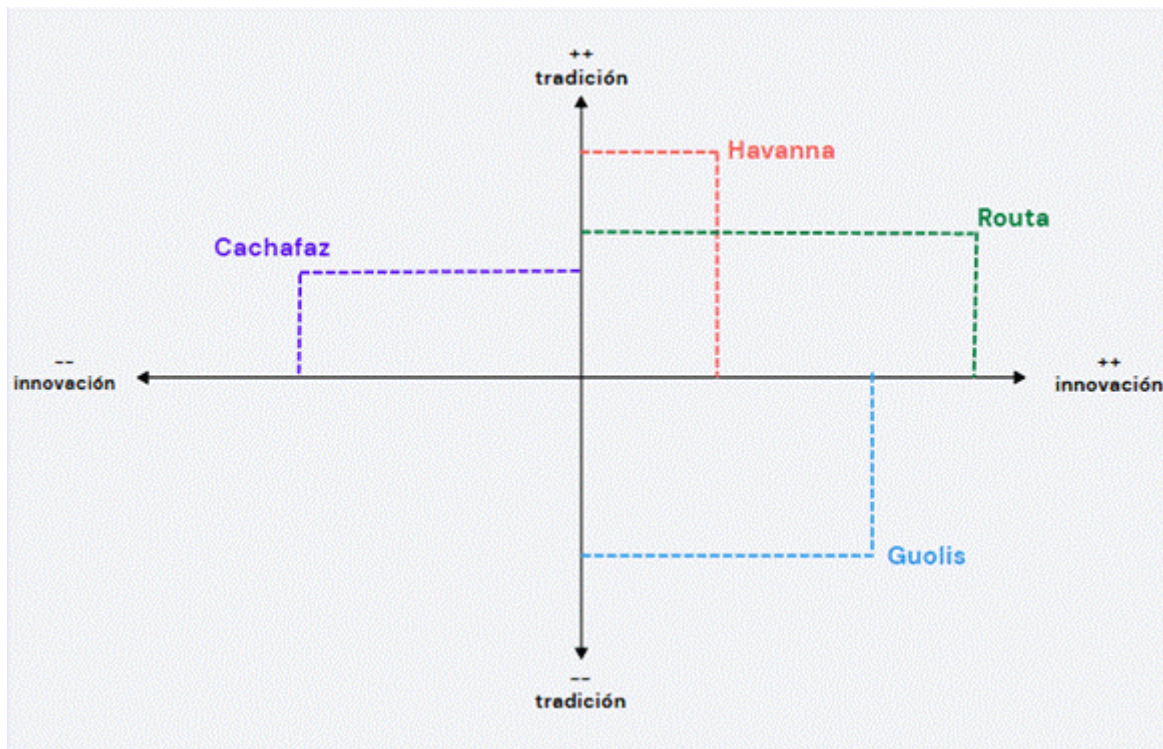 ++
tradición
Havanna
Routa
Cachafaz
--
innovación
++
innovación
Guolis
--
tradición